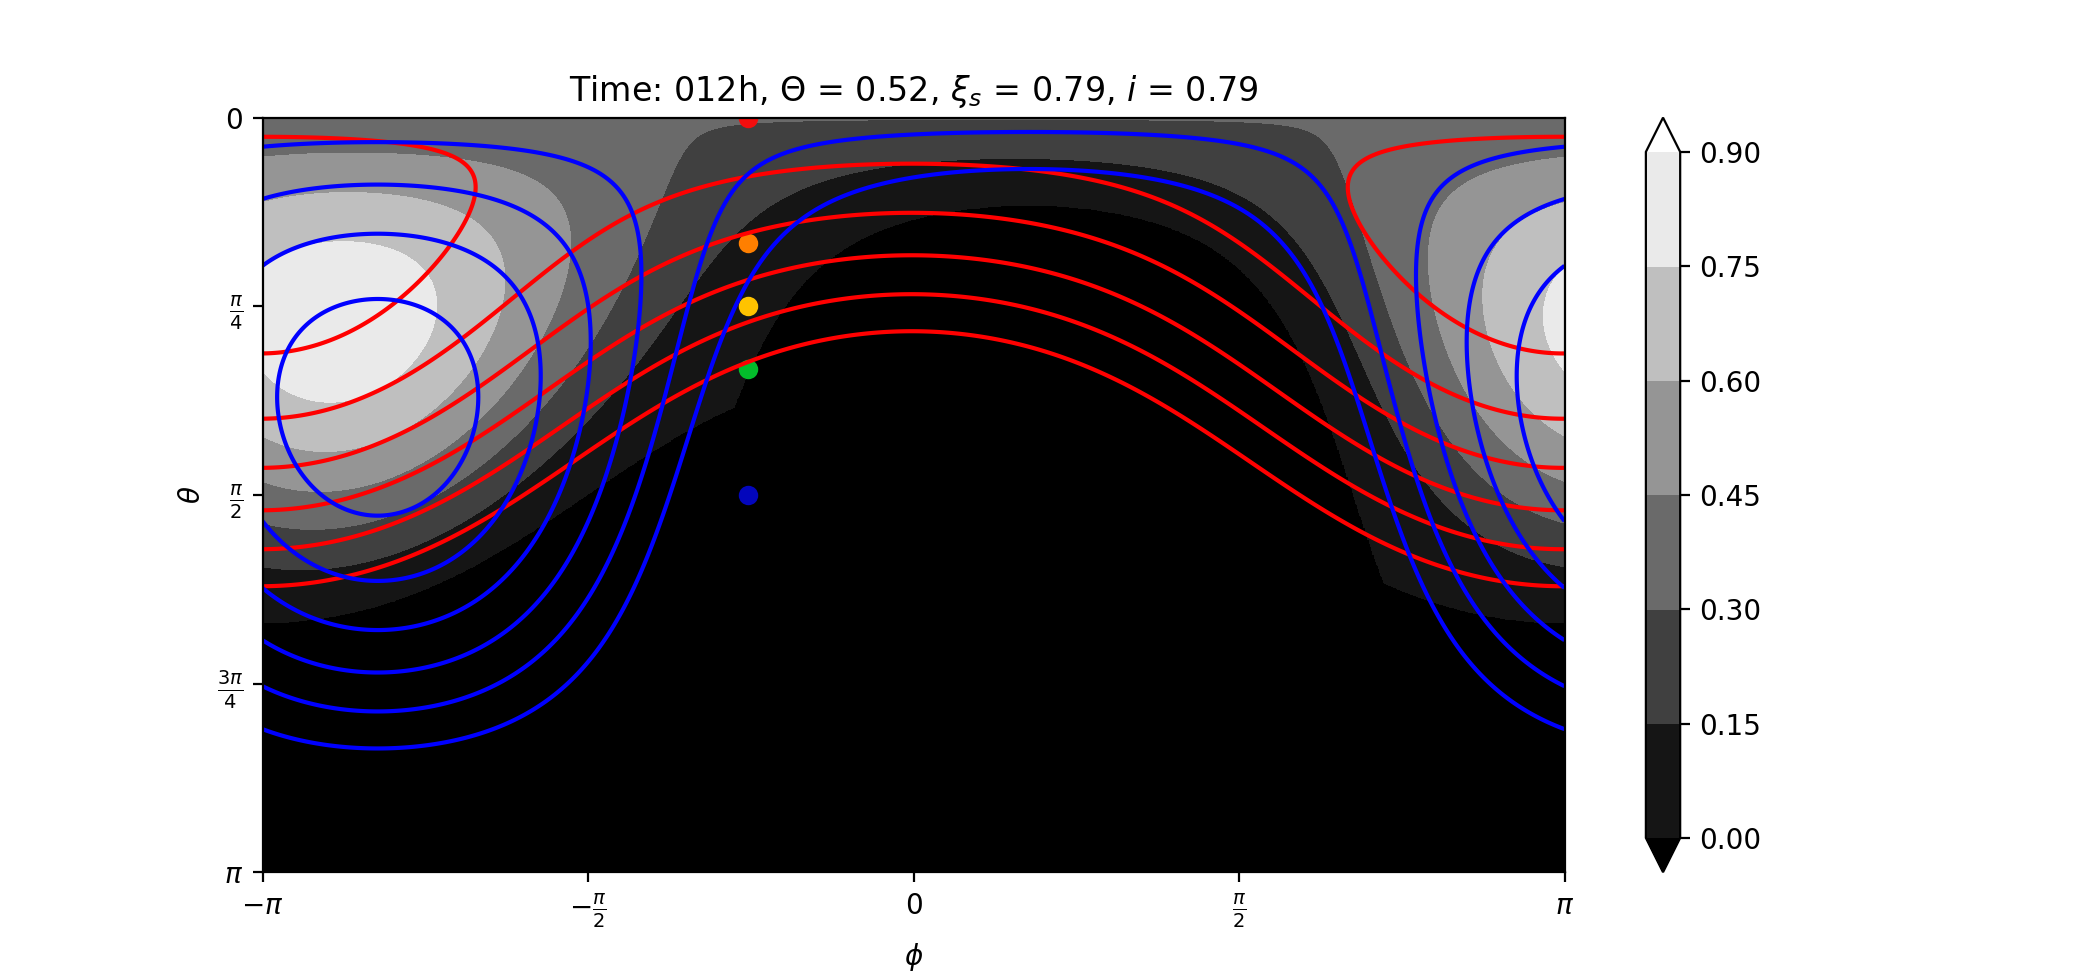 Time: 012h, Θ = 0.52, ξₛ = 0.79, i = 0.79
0
π/4
π/2
3π/4
π
θ
−π
−π/2
0
π/2
π
ϕ
0.90
0.75
0.60
0.45
0.30
0.15
0.00